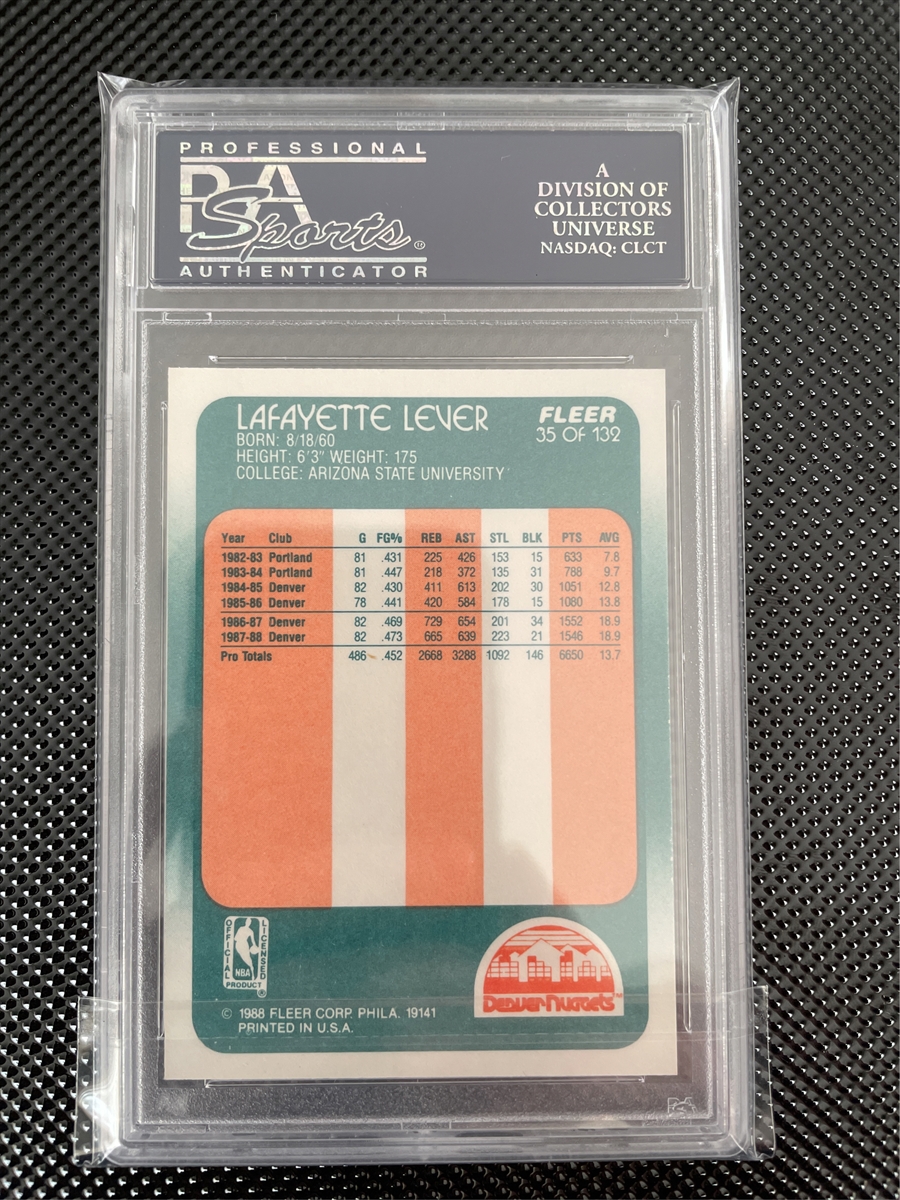 PROFESSIONAL
PSA
Sports®
AUTHENTICATOR
A
DIVISION OF
COLLECTORS
UNIVERSE
NASDAQ: CLCT
LAFAYETTE LEVER
FLEER
35 OF 132
BORN: 8/18/60
HEIGHT: 6'3" WEIGHT: 175
COLLEGE: ARIZONA STATE UNIVERSITY
Year Club G FG% REB AST STL BLK PTS AVG
1982-83 Portland 81 .431 225 426 153 15 633 7.8
1983-84 Portland 81 .447 218 372 135 31 788 9.7
1984-85 Denver 82 .430 411 613 202 30 1051 12.8
1985-86 Denver 78 .441 420 584 178 15 1080 13.8
1986-87 Denver 82 .469 729 654 201 34 1552 18.9
1987-88 Denver 82 .473 665 639 223 21 1546 18.9
Pro Totals 486 .452 2668 3288 1092 146 6650 13.7
OFFICIAL
LICENSED
NBA
PRODUCT ®
Denver Nuggets™
© 1988 FLEER CORP. PHILA. 19141
PRINTED IN U.S.A.
PSA